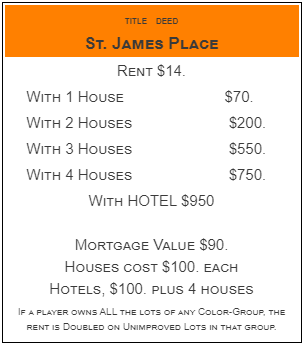 TITLE DEED
ST. JAMES PLACE
RENT $14.
WITH 1 HOUSE $70.
WITH 2 HOUSES $200.
WITH 3 HOUSES $550.
WITH 4 HOUSES $750.
WITH HOTEL $950
MORTGAGE VALUE $90.
HOUSES COST $100. EACH
HOTELS, $100. PLUS 4 HOUSES
IF A PLAYER OWNS ALL THE LOTS OF ANY COLOR-GROUP, THE
RENT IS DOUBLED ON UNIMPROVED LOTS IN THAT GROUP.